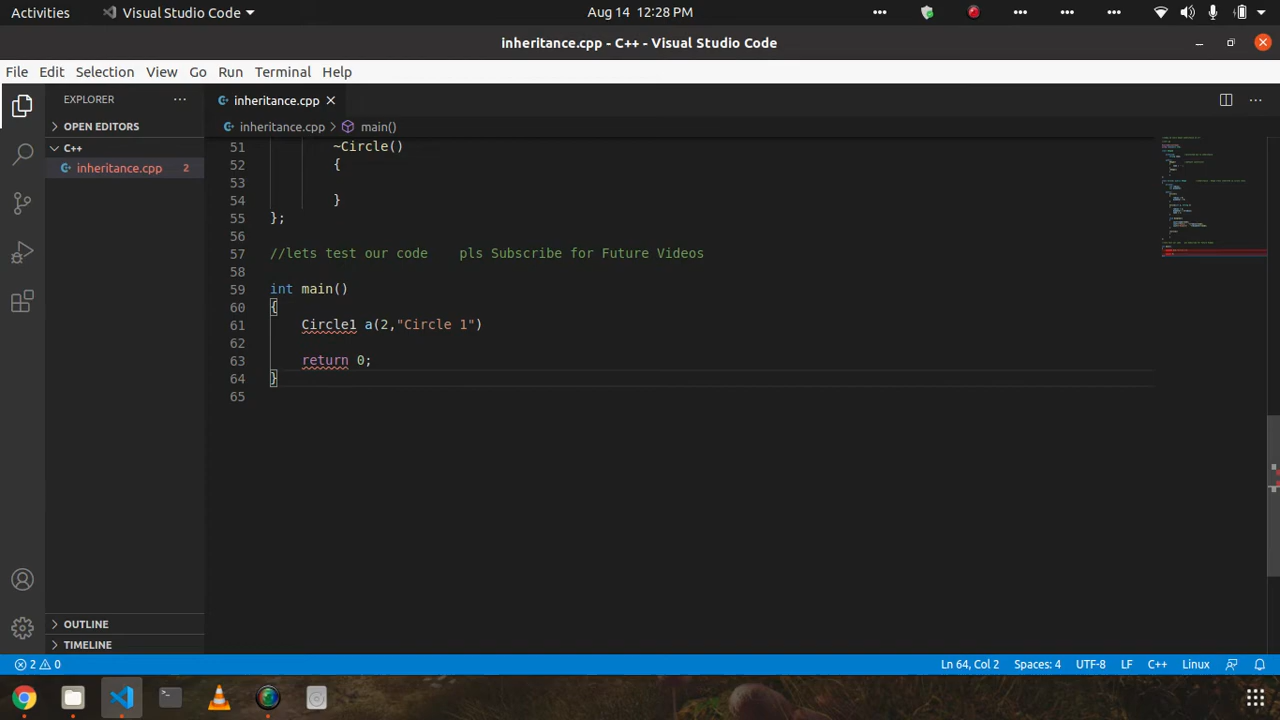 Activities
Visual Studio Code
Aug 14 12:28 PM
inheritance.cpp - C++ - Visual Studio Code
File Edit Selection View Go Run Terminal Help
EXPLORER
inheritance.cpp
OPEN EDITORS
inheritance.cpp > main()
C++
inheritance.cpp 2
51 ~Circle()
52 {
53
54 }
55 };
56
57 //lets test our code    pls Subscribe for Future Videos
58
59 int main()
60 {
61 Circle1 a(2,"Circle 1")
62
63 return 0;
64 }
65
OUTLINE
TIMELINE
2 0
Ln 64, Col 2
Spaces: 4
UTF-8
LF
C++
Linux